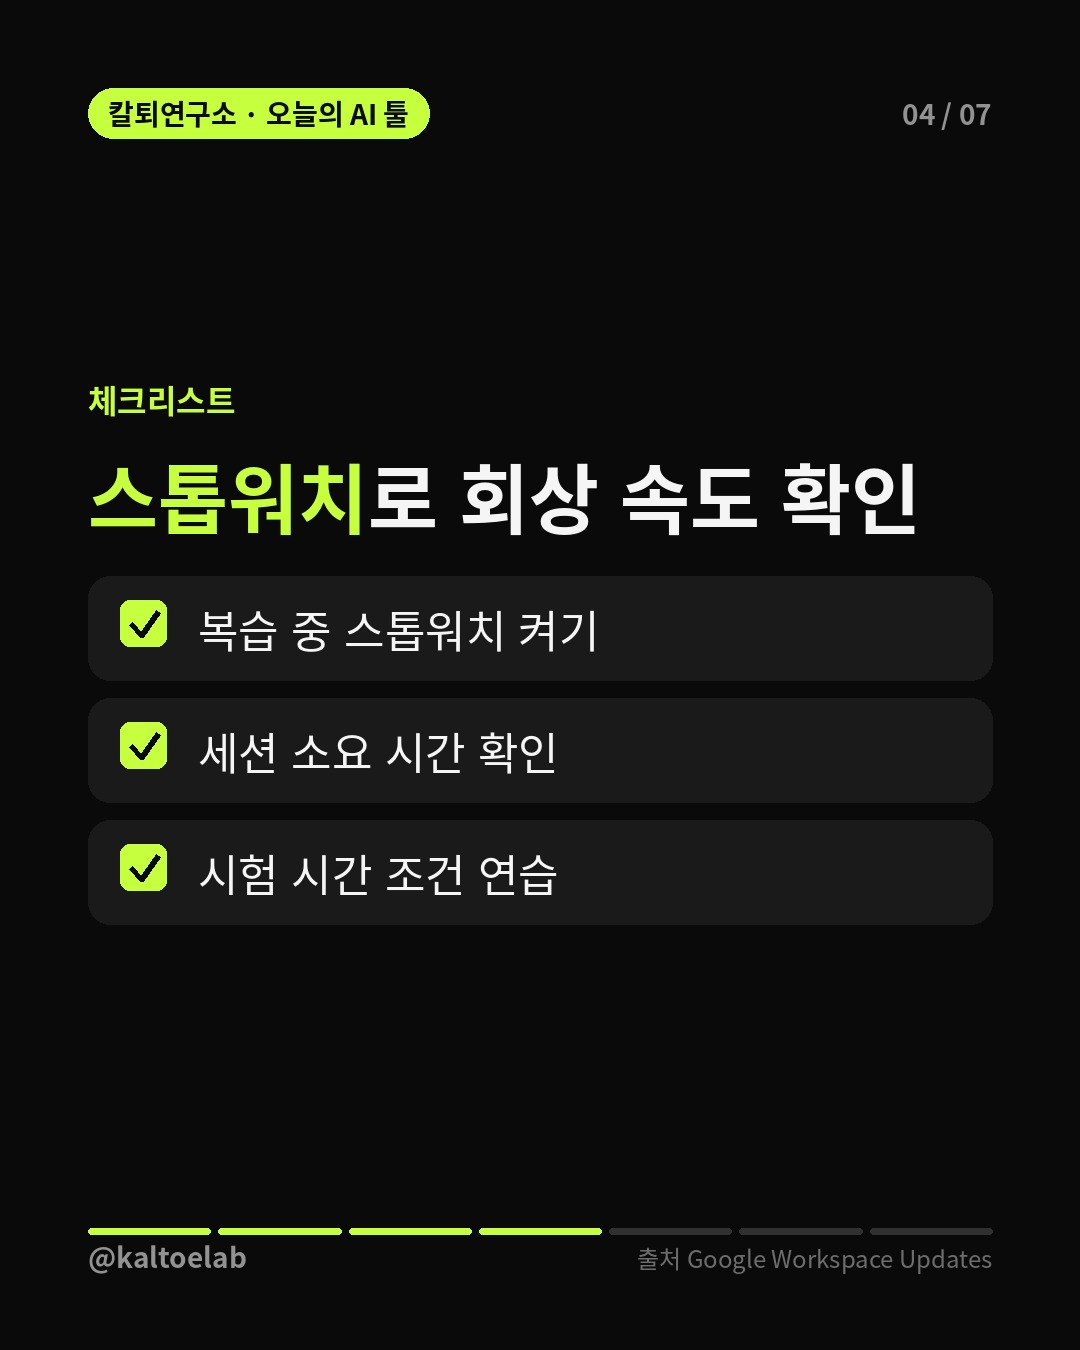 칼퇴연구소 · 오늘의 AI 툴
04 / 07
체크리스트
스톱워치로 회상 속도 확인
복습 중 스톱워치 켜기
세션 소요 시간 확인
시험 시간 조건 연습
@kaltoelab
출처 Google Workspace Updates